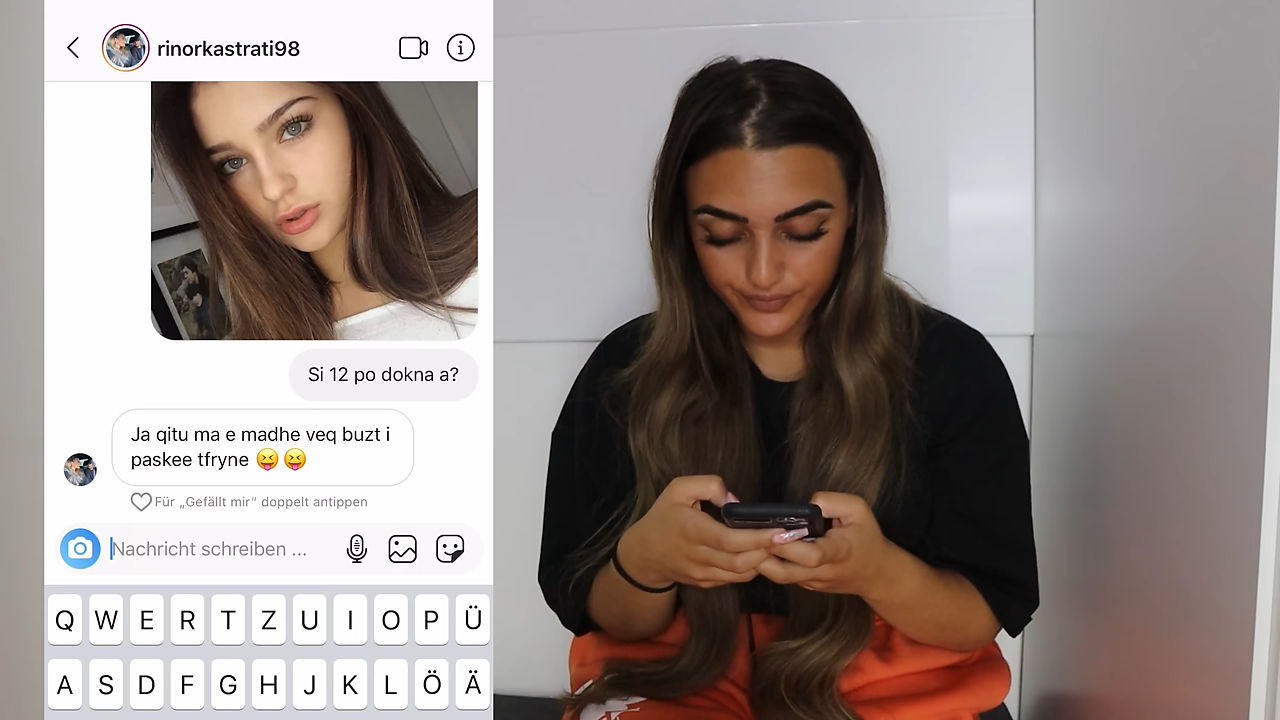 rinorkastrati98
Si 12 po dokna a?
Ja qitu ma e madhe veq buzt i
paskee tfryne 😝 😝
Für „Gefällt mir“ doppelt antippen
Nachricht schreiben ...
Q W E R T Z U I O P Ü
A S D F G H J K L Ö Ä